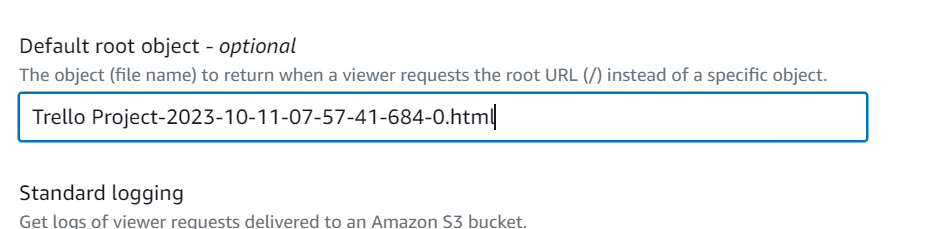 Default root object - optional
The object (file name) to return when a viewer requests the root URL (/) instead of a specific object.
Trello Project-2023-10-11-07-57-41-684-0.html
Standard logging
Get logs of viewer requests delivered to an Amazon S3 bucket.